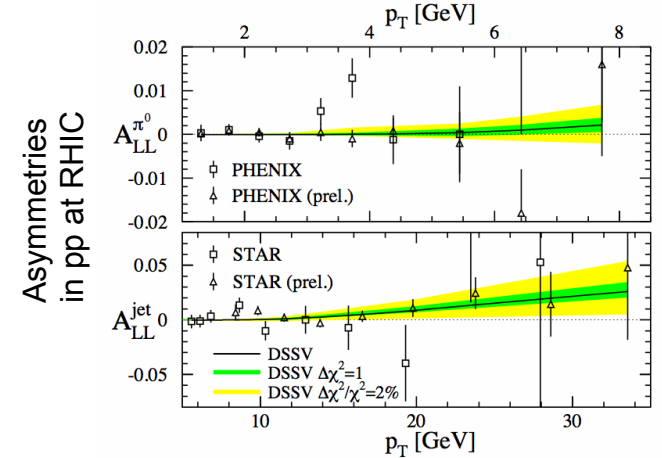 Asymmetries
in pp at RHIC
p_T [GeV]
2 4 6 8
0.02
0.01
0
-0.01
-0.02
A_LL^π⁰
PHENIX
PHENIX (prel.)
0.05
0
-0.05
A_LL^jet
STAR
STAR (prel.)
DSSV
DSSV Δχ²=1
DSSV Δχ²/χ²=2%
10 20 30
p_T [GeV]